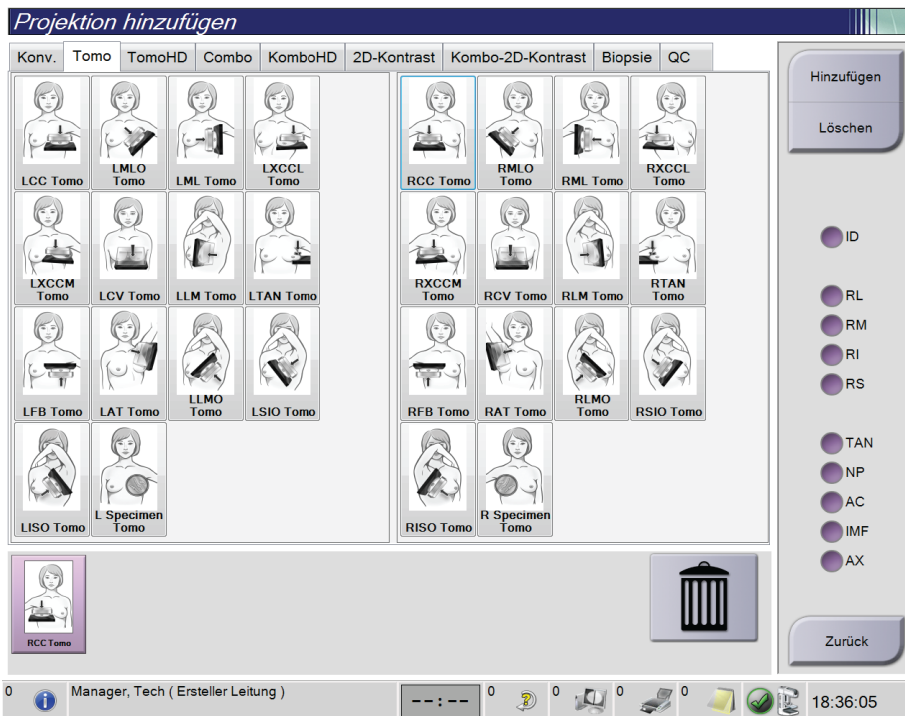 Projektion hinzufügen
Konv. Tomo TomoHD Combo KomboHD 2D-Kontrast Kombo-2D-Kontrast Biopsie QC
Hinzufügen
Löschen
LCC Tomo
LMLO
Tomo
LML Tomo
LXCCL
Tomo
RCC Tomo
RMLO
Tomo
RML Tomo
RXCCL
Tomo
LXCCM
Tomo
LCV Tomo
LLM Tomo
LTAN Tomo
RXCCM
Tomo
RCV Tomo
RLM Tomo
RTAN
Tomo
LFB Tomo
LAT Tomo
LLMO
Tomo
LSIO Tomo
RFB Tomo
RAT Tomo
RLMO
Tomo
RSIO Tomo
LISO Tomo
L Specimen
Tomo
RISO Tomo
R Specimen
Tomo
ID
RL
RM
RI
RS
TAN
NP
AC
IMF
AX
RCC Tomo
Zurück
0 Manager, Tech ( Ersteller Leitung ) --:-- 0 0 0 0 18:36:05